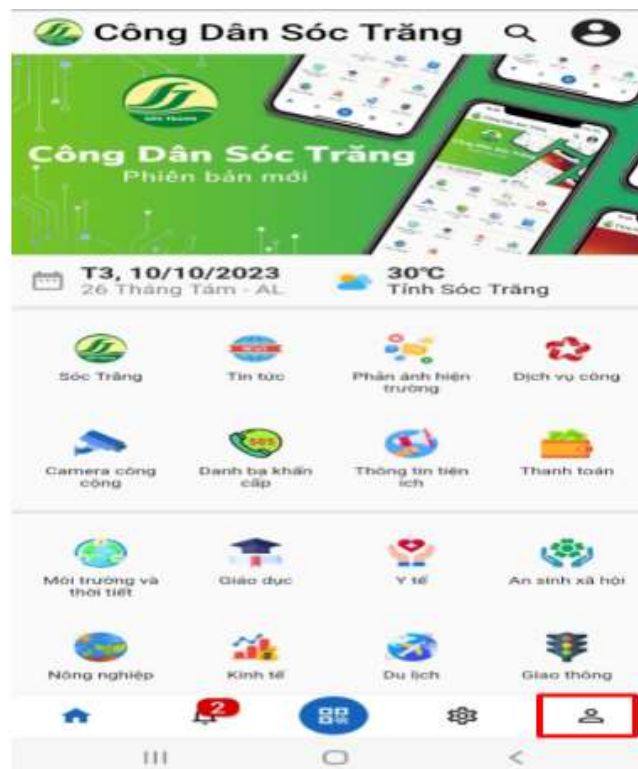 Công Dân Sóc Trăng
SÓC TRĂNG
Công Dân Sóc Trăng
Phiên bản mới
T3, 10/10/2023
26 Tháng Tám - AL
30°C
Tỉnh Sóc Trăng
Sóc Trăng
Tin tức
Phản ánh hiện
trường
Dịch vụ công
Camera công
cộng
Danh bạ khẩn
cấp
Thông tin tiện
ích
Thanh toán
Môi trường và
thời tiết
Giáo dục
Y tế
An sinh xã hội
Nông nghiệp
Kinh tế
Du lịch
Giao thông
2